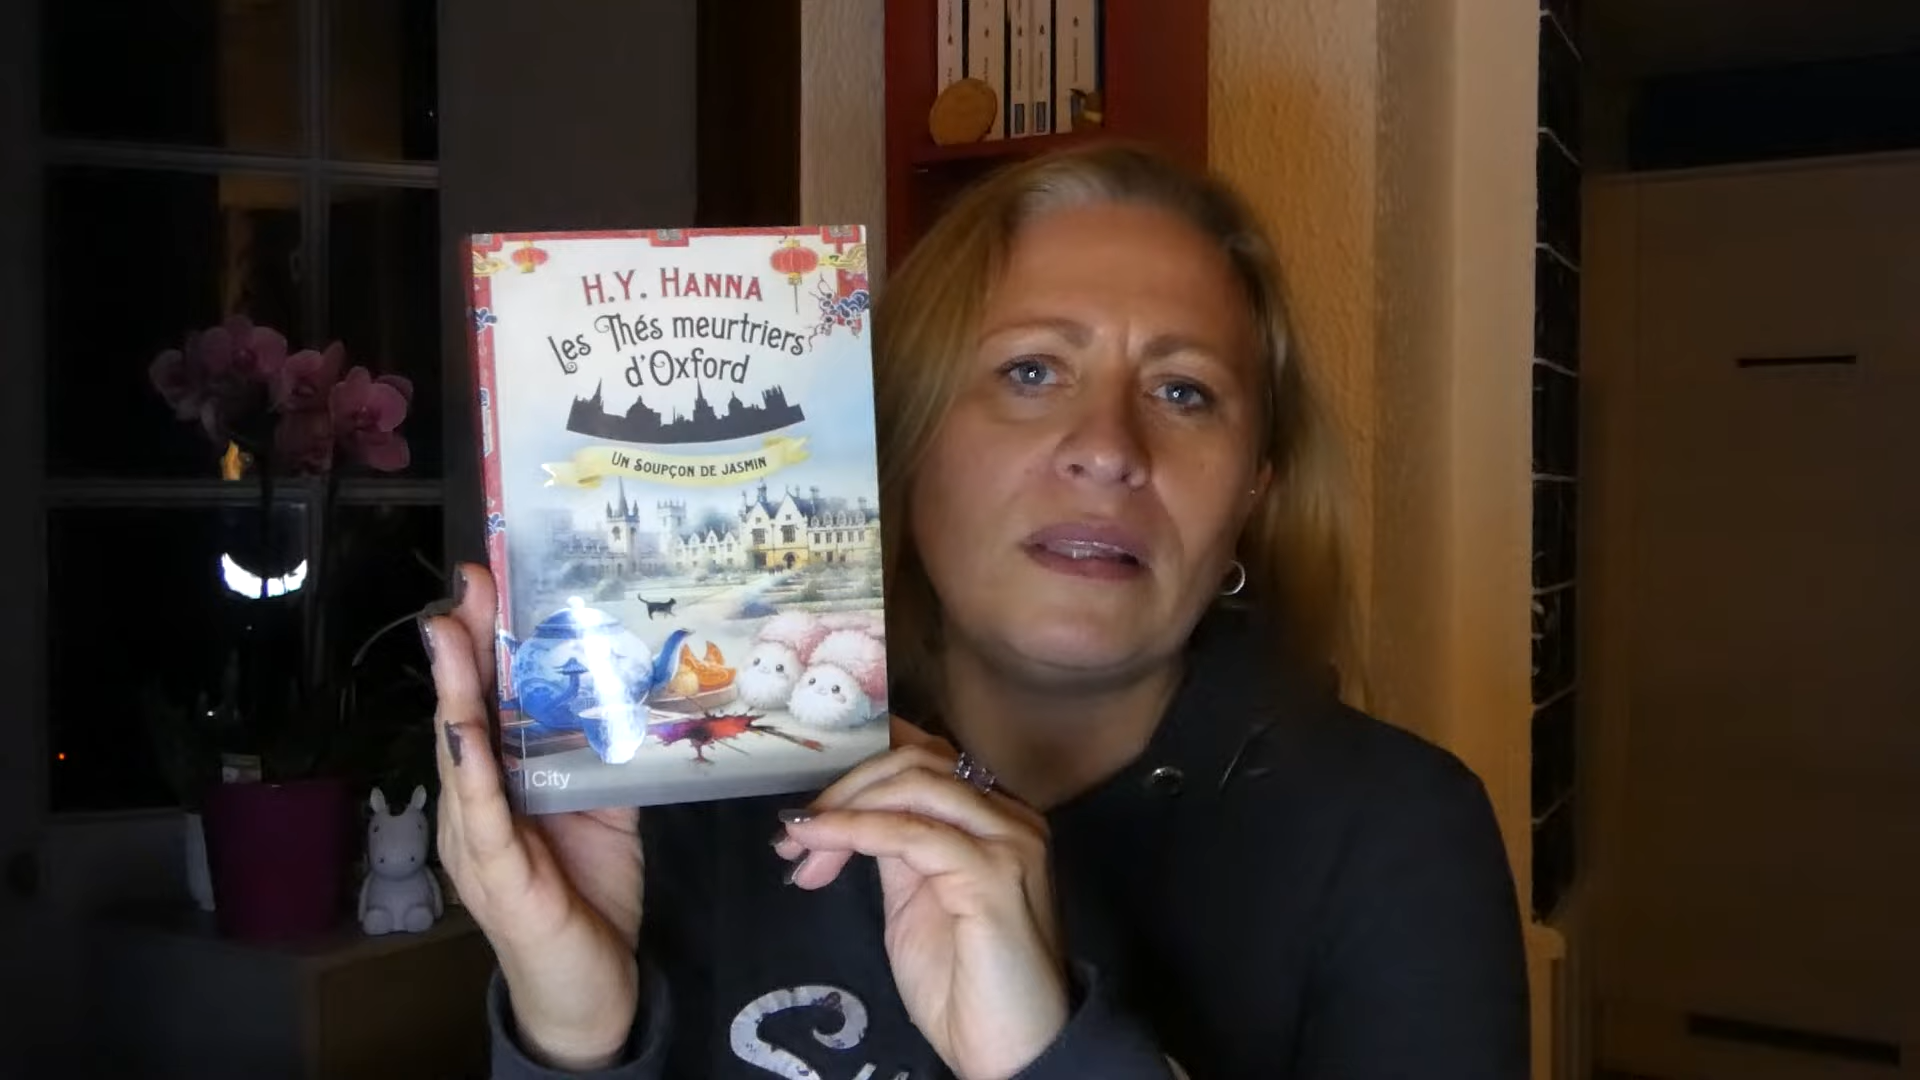 H.Y. HANNA
Les Thés meurtriers
d'Oxford
UN SOUPÇON DE JASMIN
City